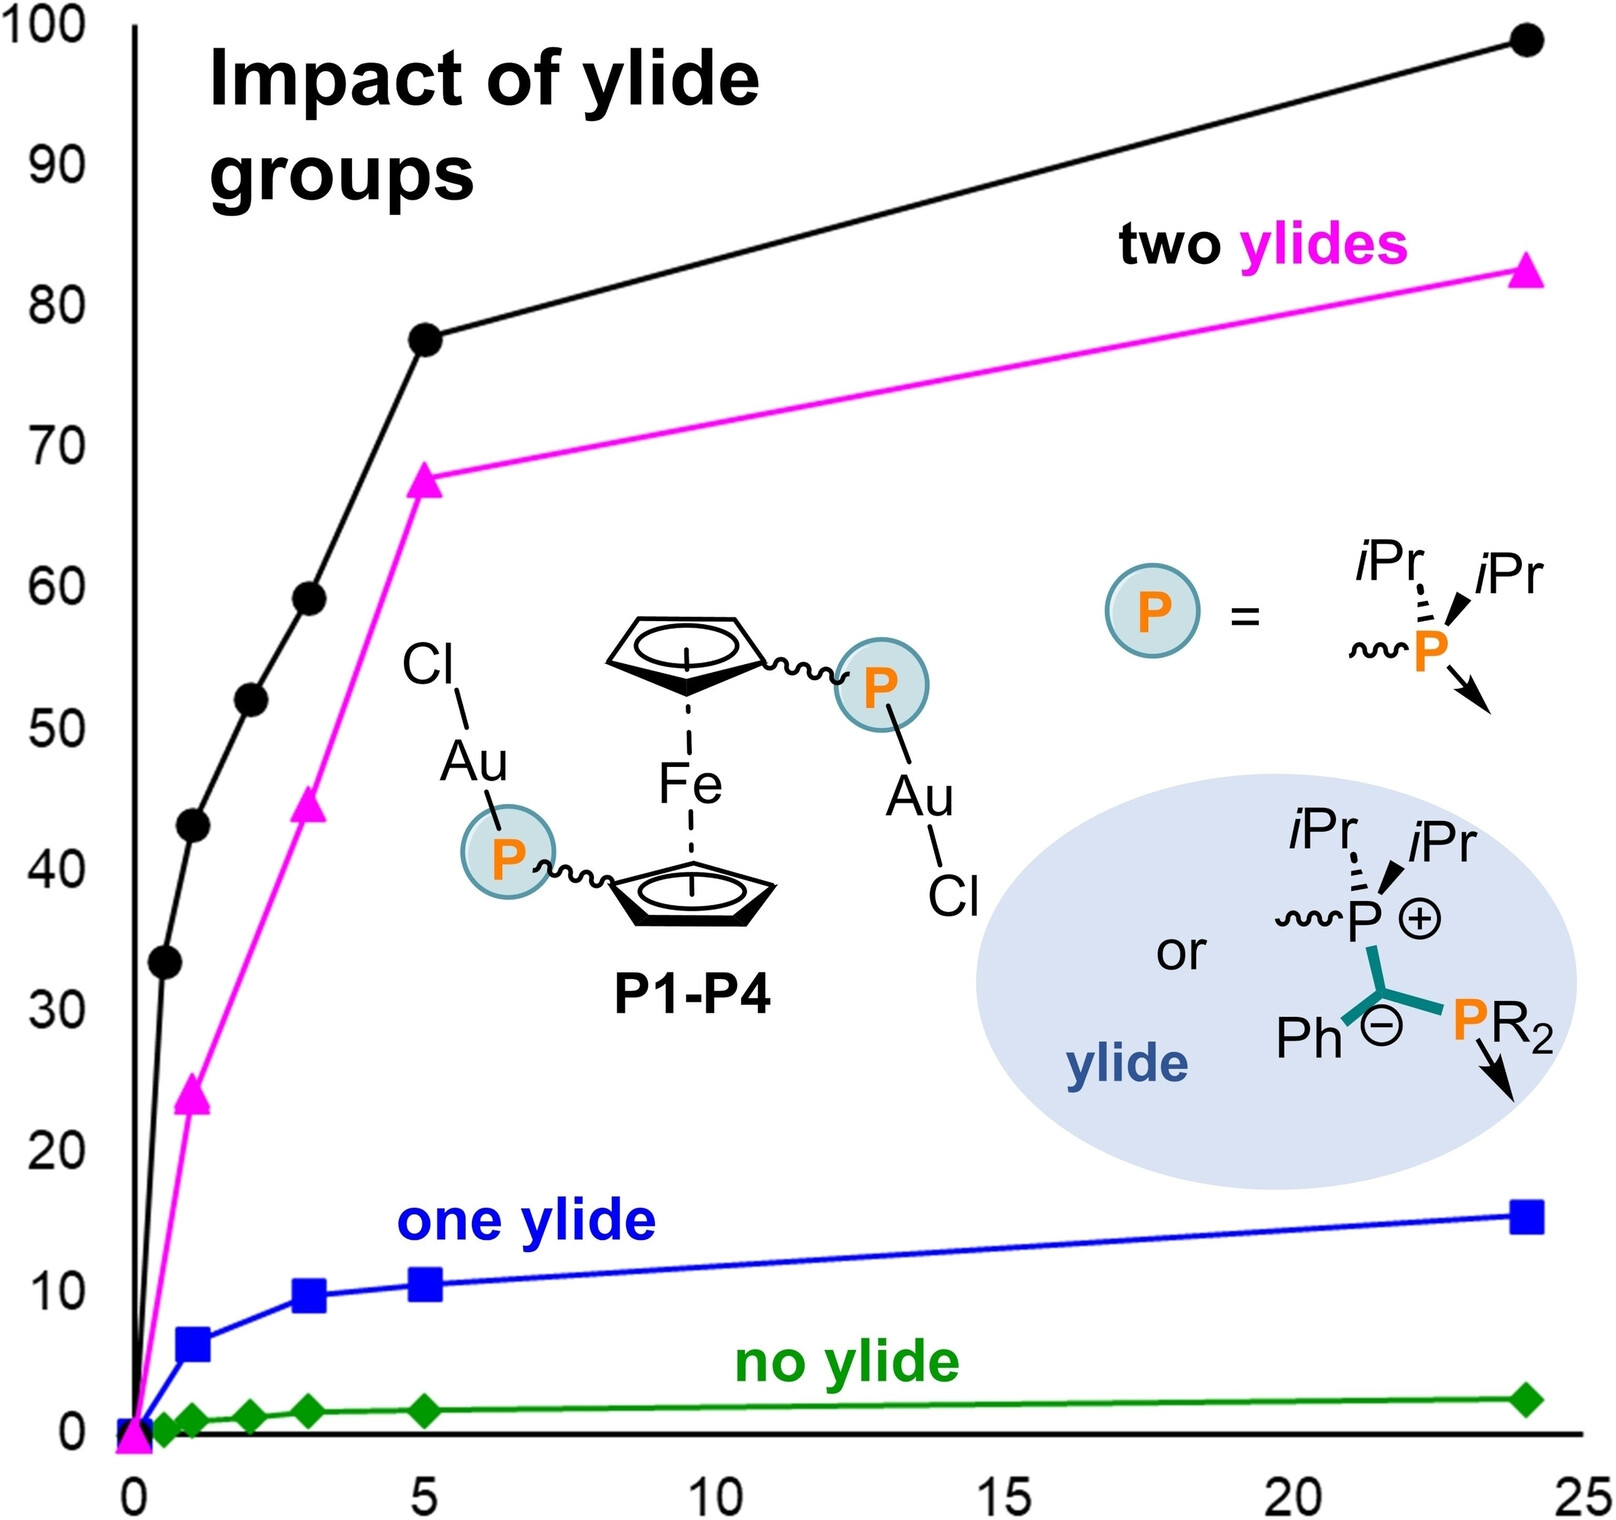 Impact of ylide
groups
100
90
80
70
60
50
40
30
20
10
0
two ylides
one ylide
no ylide
Cl
Au
P
Fe
P
Au
Cl
P1-P4
P = iPr iPr
P
or
iPr iPr
P ⊕
Ph ⊖ PR2
ylide
0 5 10 15 20 25